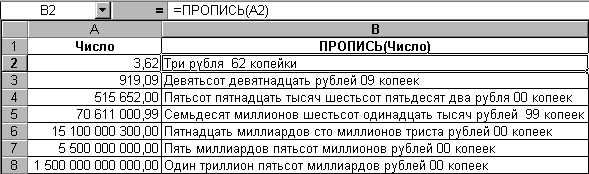 B2 = =ПРОПИСЬ(A2)
A B
1 Число ПРОПИСЬ(Число)
2 3,62 Три рубля 62 копейки
3 919,09 Девятьсот девятнадцать рублей 09 копеек
4 515 652,00 Пятьсот пятнадцать тысяч шестьсот пятьдесят два рубля 00 копеек
5 70 611 000,99 Семьдесят миллионов шестьсот одинадцать тысяч рублей 99 копеек
6 15 100 000 300,00 Пятнадцать миллиардов сто миллионов триста рублей 00 копеек
7 5 500 000 000,00 Пять миллиардов пятьсот миллионов рублей 00 копеек
8 1 500 000 000 000,00 Один триллион пятьсот миллиардов рублей 00 копеек